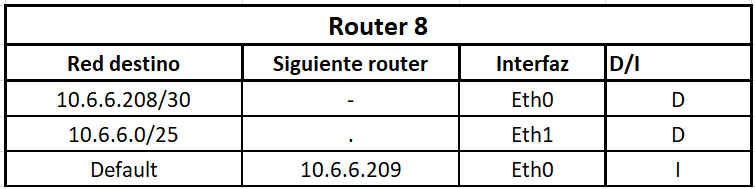 Router 8
Red destino Siguiente router Interfaz D/I
10.6.6.208/30 - Eth0 D
10.6.6.0/25 . Eth1 D
Default 10.6.6.209 Eth0 I